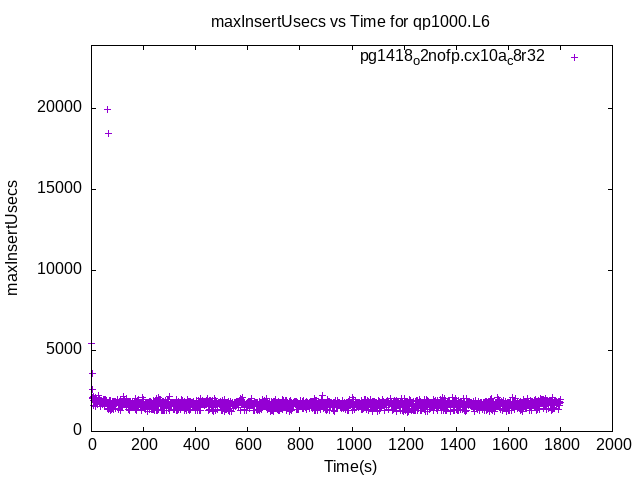 maxInsertUsecs vs Time for qp1000.L6
pg1418o2nofp.cx10ac8r32
20000
15000
10000
5000
0
maxInsertUsecs
0 200 400 600 800 1000 1200 1400 1600 1800 2000
Time(s)